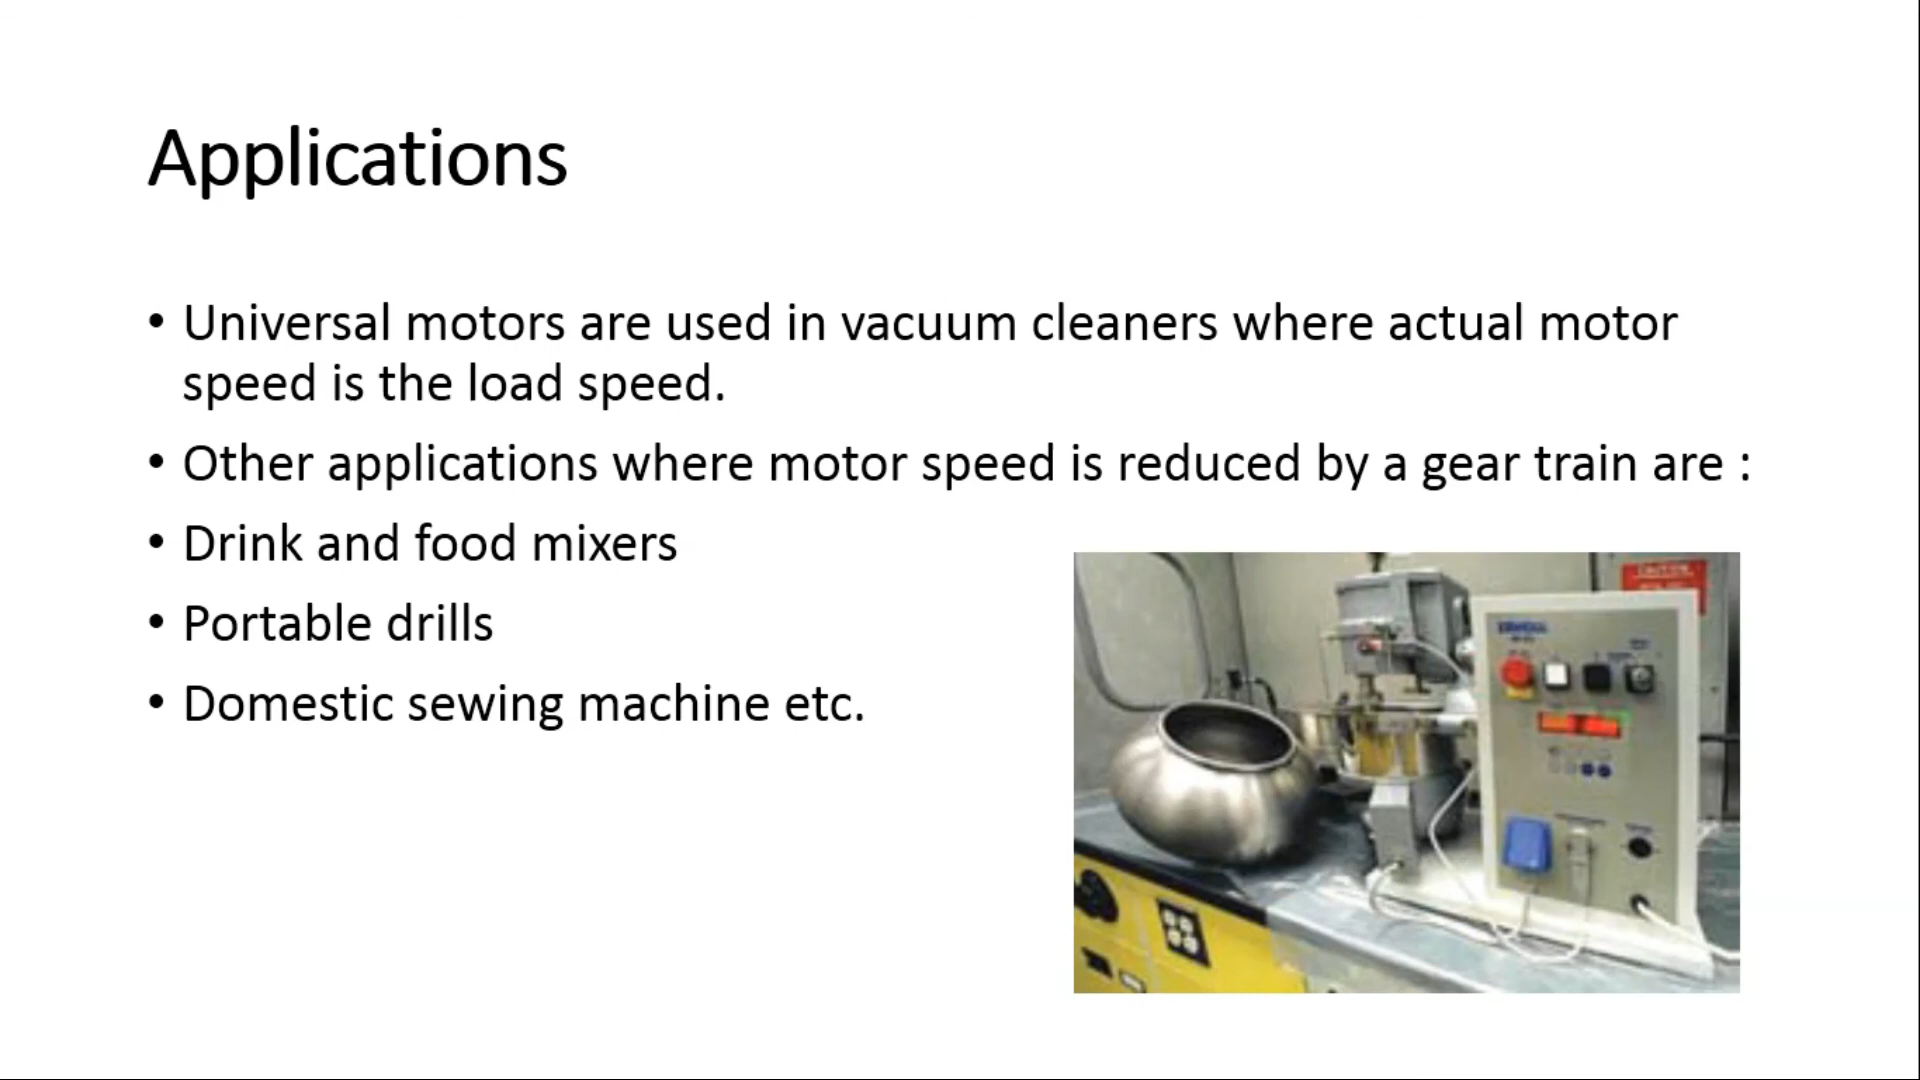 Applications
• Universal motors are used in vacuum cleaners where actual motor
speed is the load speed.
• Other applications where motor speed is reduced by a gear train are :
• Drink and food mixers
• Portable drills
• Domestic sewing machine etc.